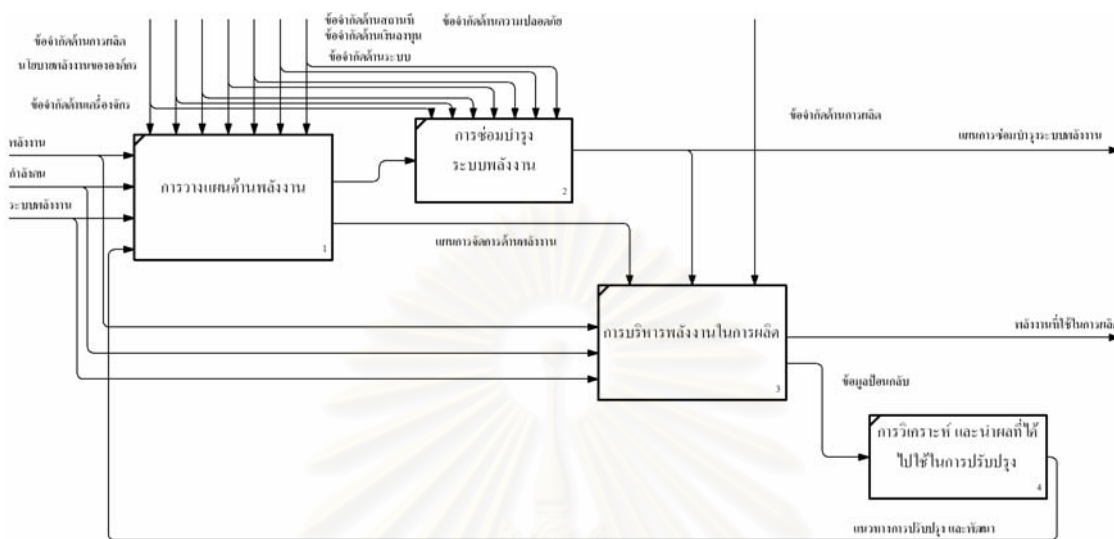 ข้อจำกัดด้านสถานที่
ข้อจำกัดด้านความปลอดภัย
ข้อจำกัดด้านการผลิต
ข้อจำกัดด้านเงินลงทุน
นโยบายพลังงานขององค์กร
ข้อจำกัดด้านระบบ
ข้อจำกัดด้านเครื่องจักร
ข้อจำกัดด้านการผลิต
พลังงาน
กำลังคน
ระบบพลังงาน
การวางแผนด้านพลังงาน
1
การซ่อมบำรุง
ระบบพลังงาน
2
แผนการซ่อมบำรุงระบบพลังงาน
แผนการจัดการด้านพลังงาน
การบริหารพลังงานในการผลิต
3
พลังงานที่ใช้ในการผลิต
ข้อมูลป้อนกลับ
การวิเคราะห์ และนำผลที่ได้
ไปใช้ในการปรับปรุง
4
แนวทางการปรับปรุง และพัฒนา